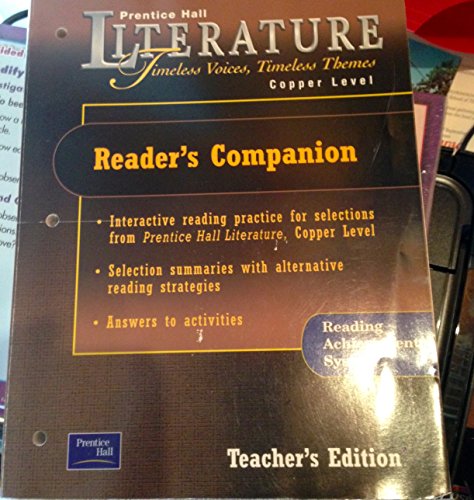 Prentice Hall
LITERATURE
Timeless Voices, Timeless Themes
Copper Level
Reader's Companion
• Interactive reading practice for selections
from Prentice Hall Literature, Copper Level
• Selection summaries with alternative
reading strategies
• Answers to activities
Reading
Achievement
Prentice
Hall
Teacher's Edition